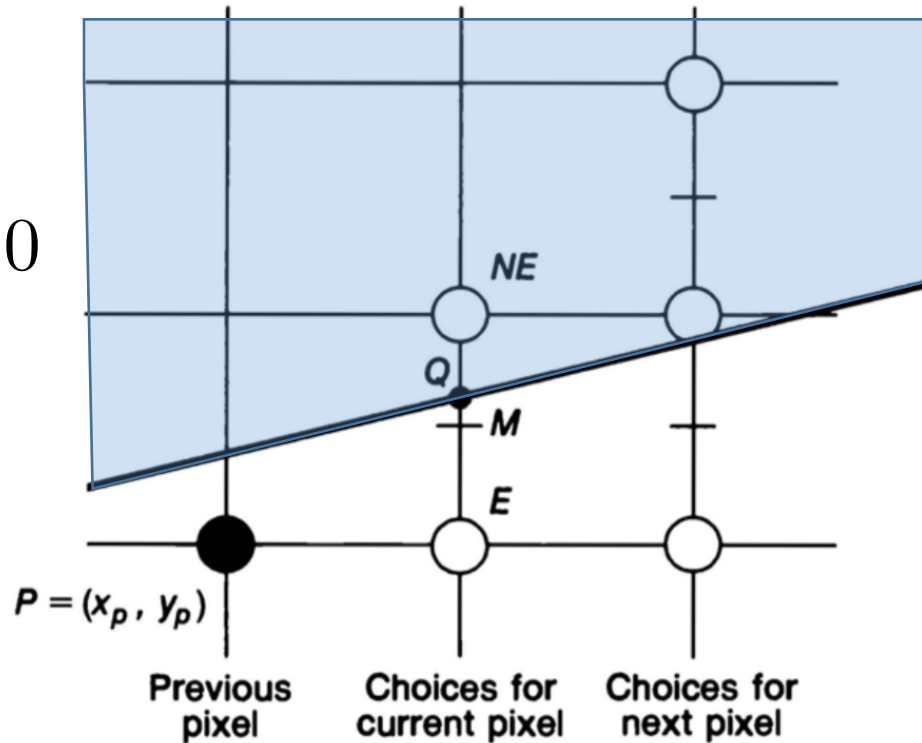 0
NE
Q
M
E
P = (xₚ, yₚ)
Previous pixel
Choices for current pixel
Choices for next pixel